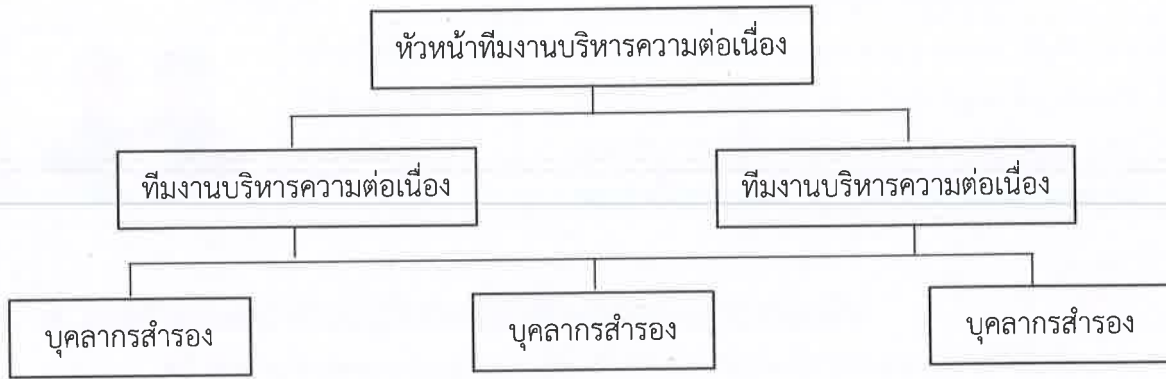 หัวหน้าทีมงานบริหารความต่อเนื่อง
ทีมงานบริหารความต่อเนื่อง
ทีมงานบริหารความต่อเนื่อง
บุคลากรสำรอง
บุคลากรสำรอง
บุคลากรสำรอง